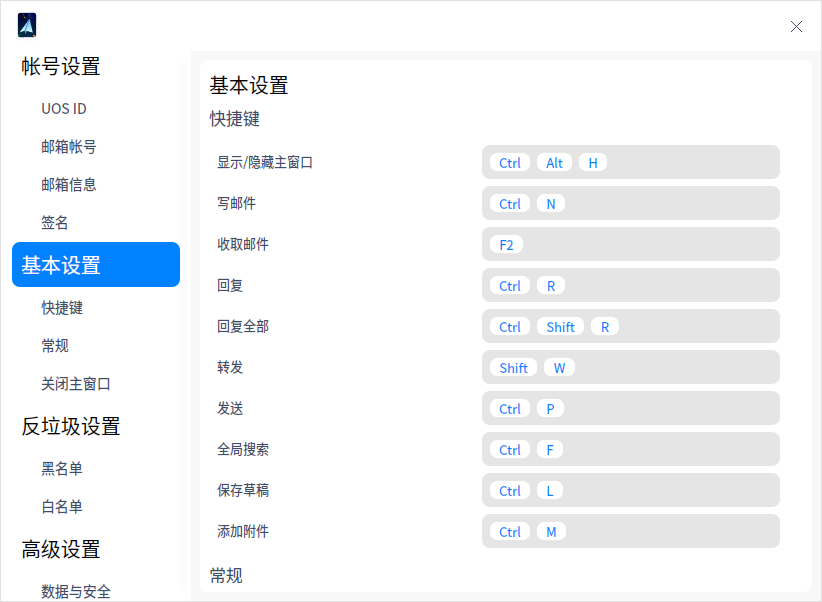 帐号设置
UOS ID
邮箱帐号
邮箱信息
签名
基本设置
快捷键
常规
关闭主窗口
反垃圾设置
黑名单
白名单
高级设置
数据与安全
基本设置
快捷键
显示/隐藏主窗口 Ctrl Alt H
写邮件 Ctrl N
收取邮件 F2
回复 Ctrl R
回复全部 Ctrl Shift R
转发 Shift W
发送 Ctrl P
全局搜索 Ctrl F
保存草稿 Ctrl L
添加附件 Ctrl M
常规